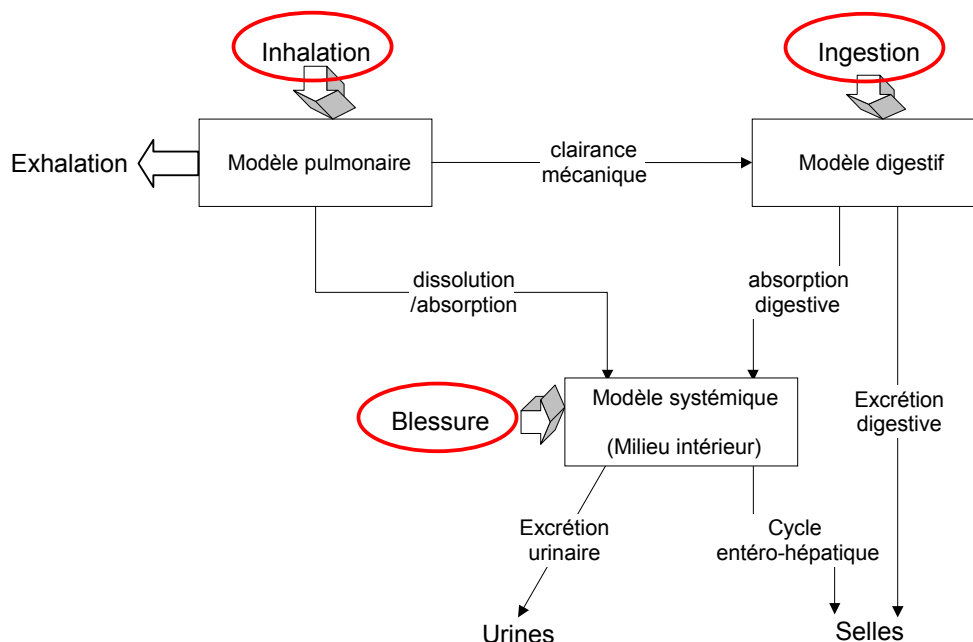 Inhalation
Ingestion
Exhalation
Modèle pulmonaire
clairance
mécanique
Modèle digestif
dissolution
/absorption
absorption
digestive
Blessure
Modèle systémique
(Milieu intérieur)
Excrétion
digestive
Excrétion
urinaire
Cycle
entéro-hépatique
Urines
Selles